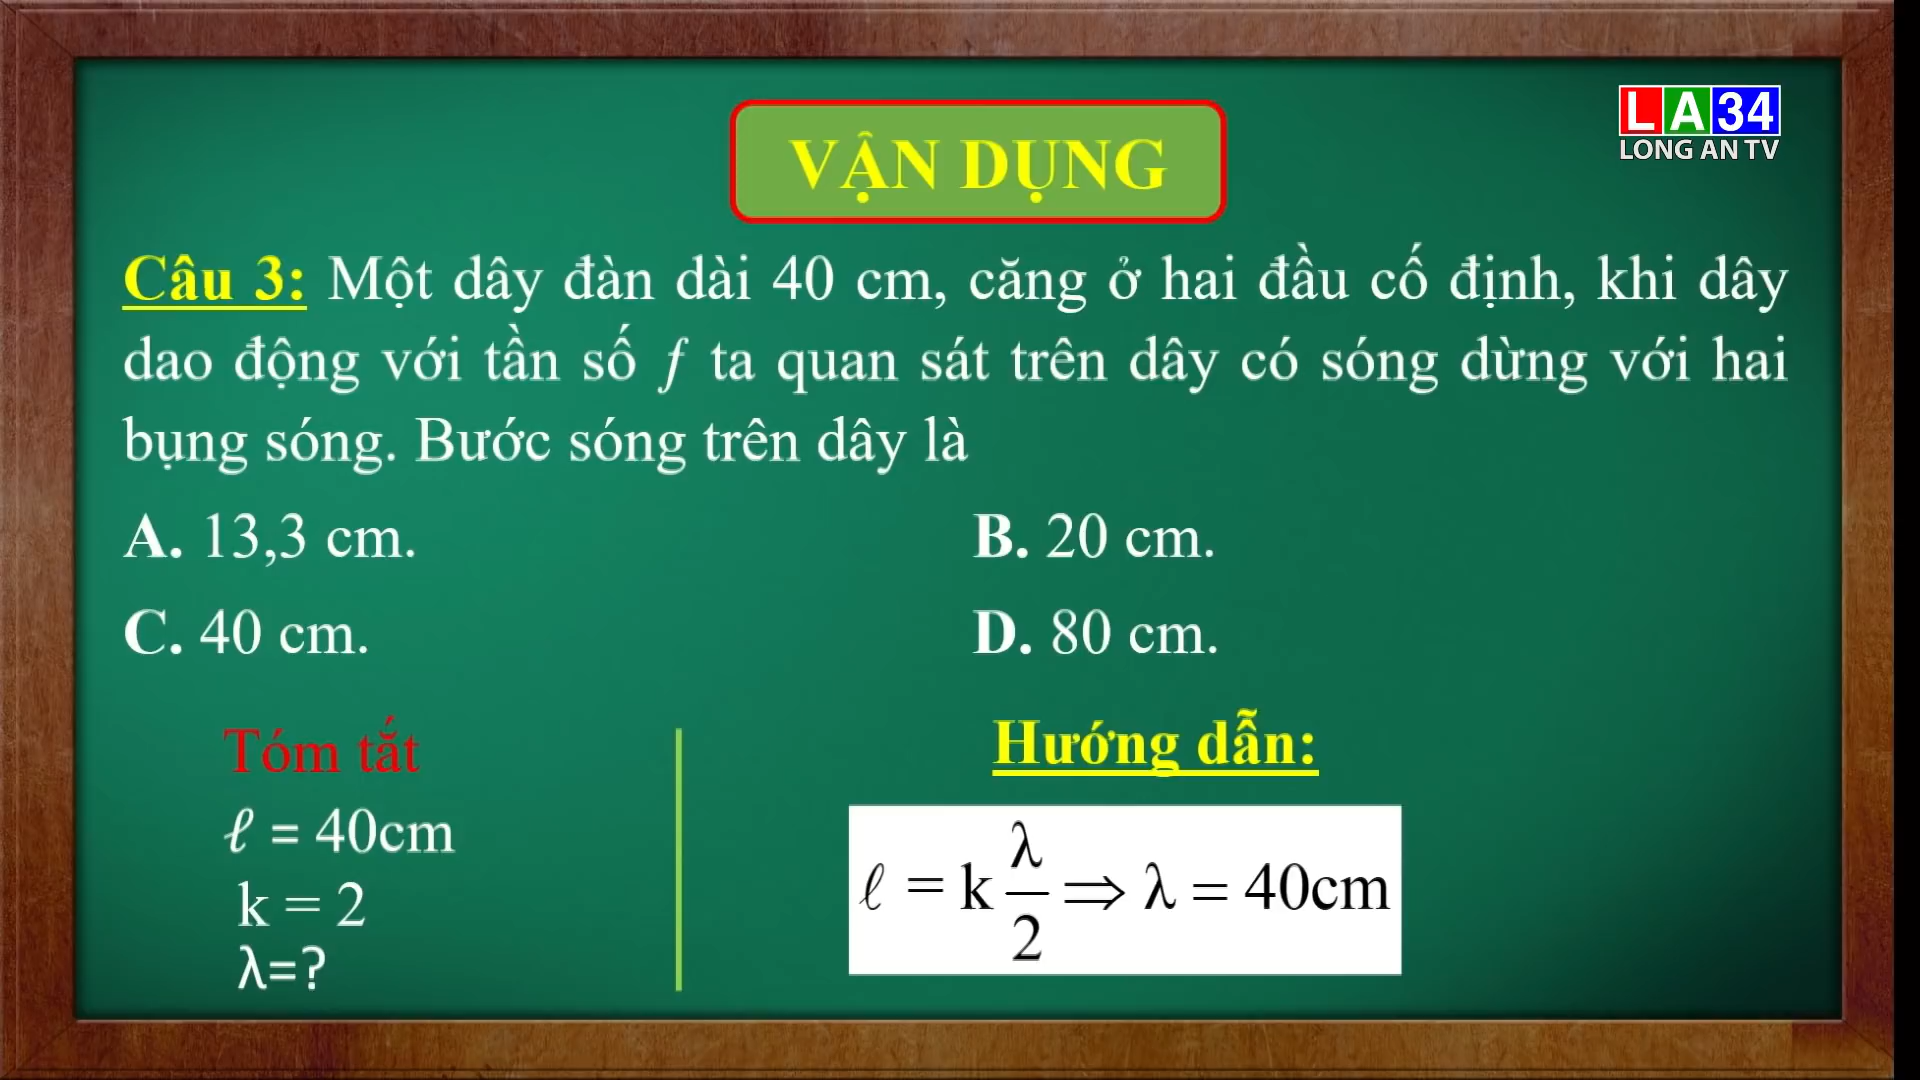 LA34
LONG AN TV
VẬN DỤNG
Câu 3: Một dây đàn dài 40 cm, căng ở hai đầu cố định, khi dây
dao động với tần số f ta quan sát trên dây có sóng dừng với hai
bụng sóng. Bước sóng trên dây là
A. 13,3 cm.
B. 20 cm.
C. 40 cm.
D. 80 cm.
Tóm tắt
ℓ = 40cm
k = 2
λ=?
Hướng dẫn:
ℓ = k λ/2 ⇒ λ = 40cm